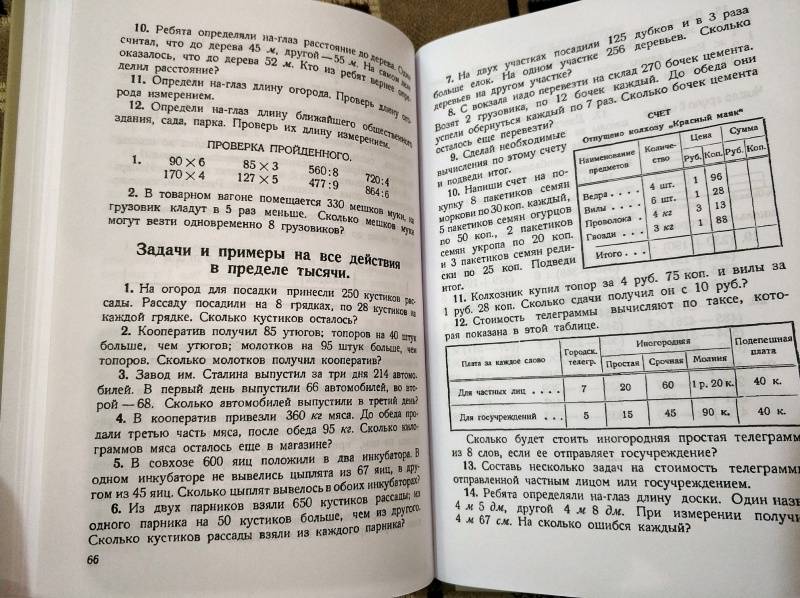 10. Ребята определяли на-глаз расстояние до дерева. Один
считал, что до дерева 45 м, другой — 55 м. На самом деле
оказалось, что до дерева 52 м. Кто из ребят вернее опре-
делил расстояние?
11. Определи на-глаз длину огорода. Проверь длину ого-
рода измерением.
12. Определи на-глаз длину ближайшего общественного
здания, сада, парка. Проверь их длину измерением.
ПРОВЕРКА ПРОЙДЕННОГО.
1. 90 × 6 85 × 3 560 : 8 720 : 4
170 × 4 127 × 5 477 : 9 864 : 6
2. В товарном вагоне помещается 330 мешков муки, на
грузовик кладут в 5 раз меньше. Сколько мешков муки
могут везти одновременно 8 грузовиков?
Задачи и примеры на все действия
в пределе тысячи.
1. На огород для посадки принесли 250 кустиков рас-
сады. Рассаду посадили на 8 грядках, по 28 кустиков на
каждой грядке. Сколько кустиков осталось?
2. Кооператив получил 85 утюгов; топоров на 40 штук
больше, чем утюгов; молотков на 95 штук больше, чем
топоров. Сколько молотков получил кооператив?
3. Завод им. Сталина выпустил за три дня 214 автомо-
билей. В первый день выпустили 66 автомобилей, во вто-
рой — 68. Сколько автомобилей выпустили в третий день?
4. В кооператив привезли 360 кг мяса. До обеда про-
дали третью часть мяса, после обеда 95 кг. Сколько кило-
граммов мяса осталось еще в магазине?
5. В совхозе 600 яиц положили в два инкубатора. В
одном инкубаторе не вывелись цыплята из 67 яиц, в дру-
гом из 45 яиц. Сколько цыплят вывелось в обоих инкубаторах?
6. Из двух парников взяли 650 кустиков рассады; из
одного парника на 50 кустиков больше, чем из другого.
Сколько кустиков рассады взяли из каждого парника?
66
7. На двух участках посадили 125 дубков и в 3 раза
больше елок. На одном участке 256 деревьев. Сколько
деревьев на другом участке?
8. С вокзала надо перевезти на склад 270 бочек цемента.
Возят 2 грузовика, по 12 бочек каждый. До обеда они
успели обернуться каждый по 7 раз. Сколько бочек цемента
осталось еще перевезти?
9. Сделай необходимые
вычисления по этому счету
и подведи итог.
10. Напиши счет на по-
купку 8 пакетиков семян
моркови по 30 коп. каждый,
5 пакетиков семян огурцов
по 50 коп., 2 пакетиков
семян укропа по 20 коп.
и 3 пакетиков семян реди-
ски по 25 коп. Подведи
итог.
СЧЕТ
Отпущено колхозу „Красный маяк“
Наименование предметов Количе-ство Цена Сумма
Руб. Коп. Руб. Коп.
Ведра . . . . 4 шт. 1 96
Вилы . . . . 6 шт. 1 28
Проволока . 4 кг 3 13
Гвозди . . . 3 кг 1 88
Итого . . .
11. Колхозник купил топор за 4 руб. 75 коп. и вилы за
1 руб. 28 коп. Сколько сдачи получил он с 10 руб.?
12. Стоимость телеграммы вычисляют по таксе, кото-
рая показана в этой таблице.
Плата за каждое слово Городск. телегр. Иногородняя Подепешная плата
Простая Срочная Молния
Для частных лиц . . . . 7 20 60 1 р. 20 к. 40 к.
Для госучреждений . . . 5 15 45 90 к. 40 к.
Сколько будет стоить иногородняя простая телеграмм
из 8 слов, если ее отправляет госучреждение?
13. Составь несколько задач на стоимость телеграммы
отправленной частным лицом или госучреждением.
14. Ребята определяли на-глаз длину доски. Один назв
4 м 5 дм, другой 4 м 8 дм. При измерении получи
4 м 67 см. На сколько ошибся каждый?